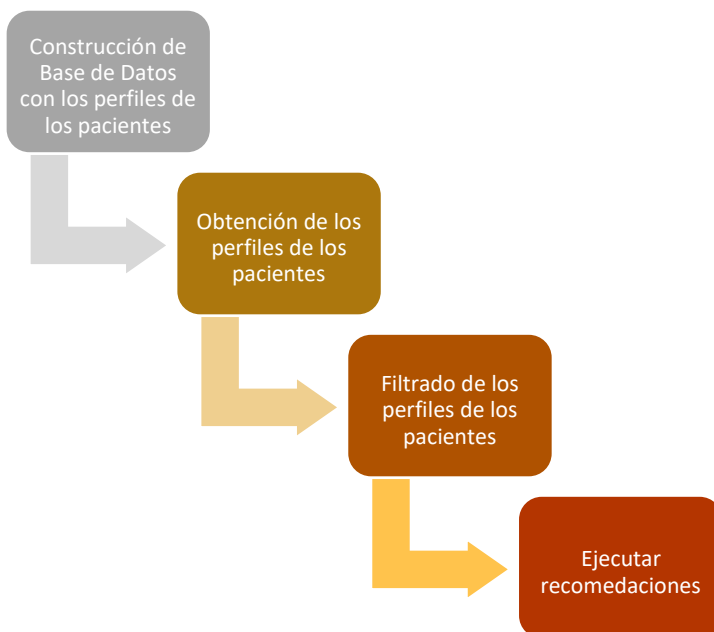 Construcción de
Base de Datos
con los perfiles de
los pacientes
Obtención de los
perfiles de los
pacientes
Filtrado de los
perfiles de los
pacientes
Ejecutar
recomedaciones